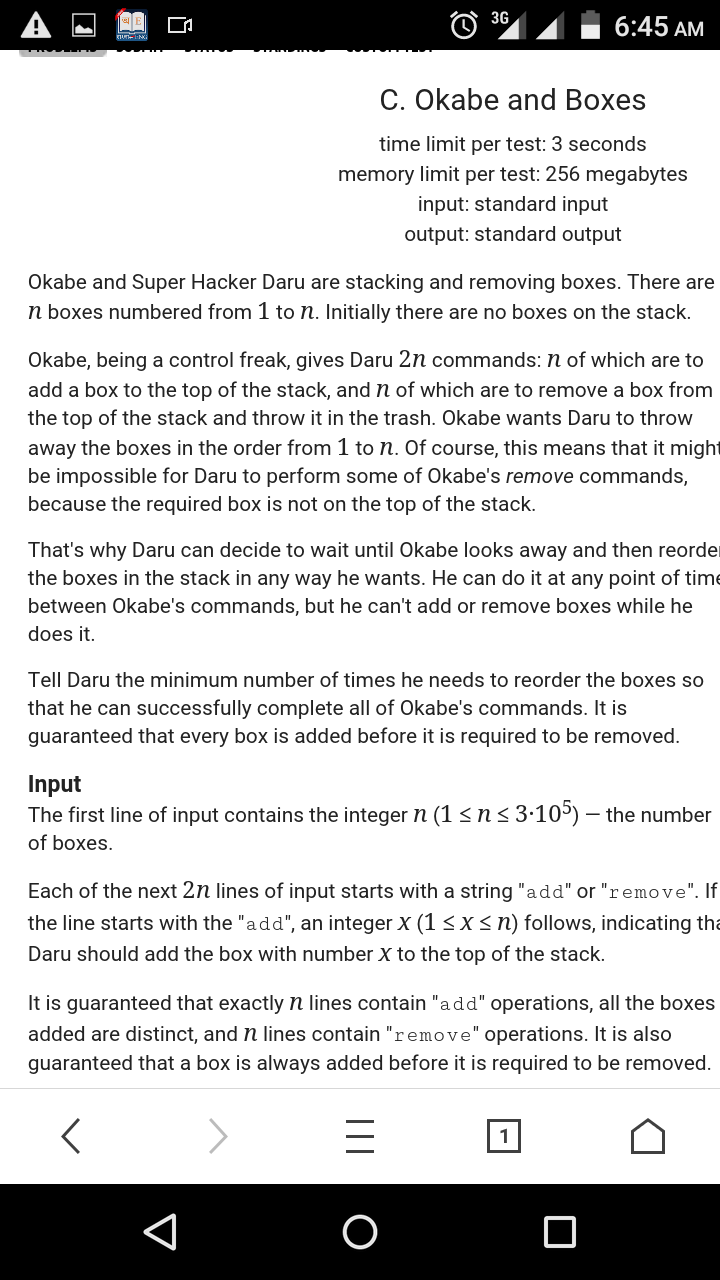 3G 6:45 AM
C. Okabe and Boxes
time limit per test: 3 seconds
memory limit per test: 256 megabytes
input: standard input
output: standard output
Okabe and Super Hacker Daru are stacking and removing boxes. There are
n boxes numbered from 1 to n. Initially there are no boxes on the stack.
Okabe, being a control freak, gives Daru 2n commands: n of which are to
add a box to the top of the stack, and n of which are to remove a box from
the top of the stack and throw it in the trash. Okabe wants Daru to throw
away the boxes in the order from 1 to n. Of course, this means that it might
be impossible for Daru to perform some of Okabe's remove commands,
because the required box is not on the top of the stack.
That's why Daru can decide to wait until Okabe looks away and then reorde
the boxes in the stack in any way he wants. He can do it at any point of time
between Okabe's commands, but he can't add or remove boxes while he
does it.
Tell Daru the minimum number of times he needs to reorder the boxes so
that he can successfully complete all of Okabe's commands. It is
guaranteed that every box is added before it is required to be removed.
Input
The first line of input contains the integer n (1 ≤ n ≤ 3·10⁵) — the number
of boxes.
Each of the next 2n lines of input starts with a string "add" or "remove". If
the line starts with the "add", an integer x (1 ≤ x ≤ n) follows, indicating tha
Daru should add the box with number x to the top of the stack.
It is guaranteed that exactly n lines contain "add" operations, all the boxes
added are distinct, and n lines contain "remove" operations. It is also
guaranteed that a box is always added before it is required to be removed.
1